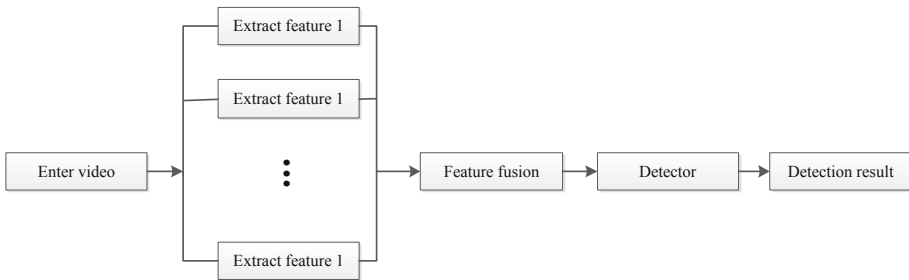 Extract feature 1
Extract feature 1
Enter video
Feature fusion
Detector
Detection result
Extract feature 1